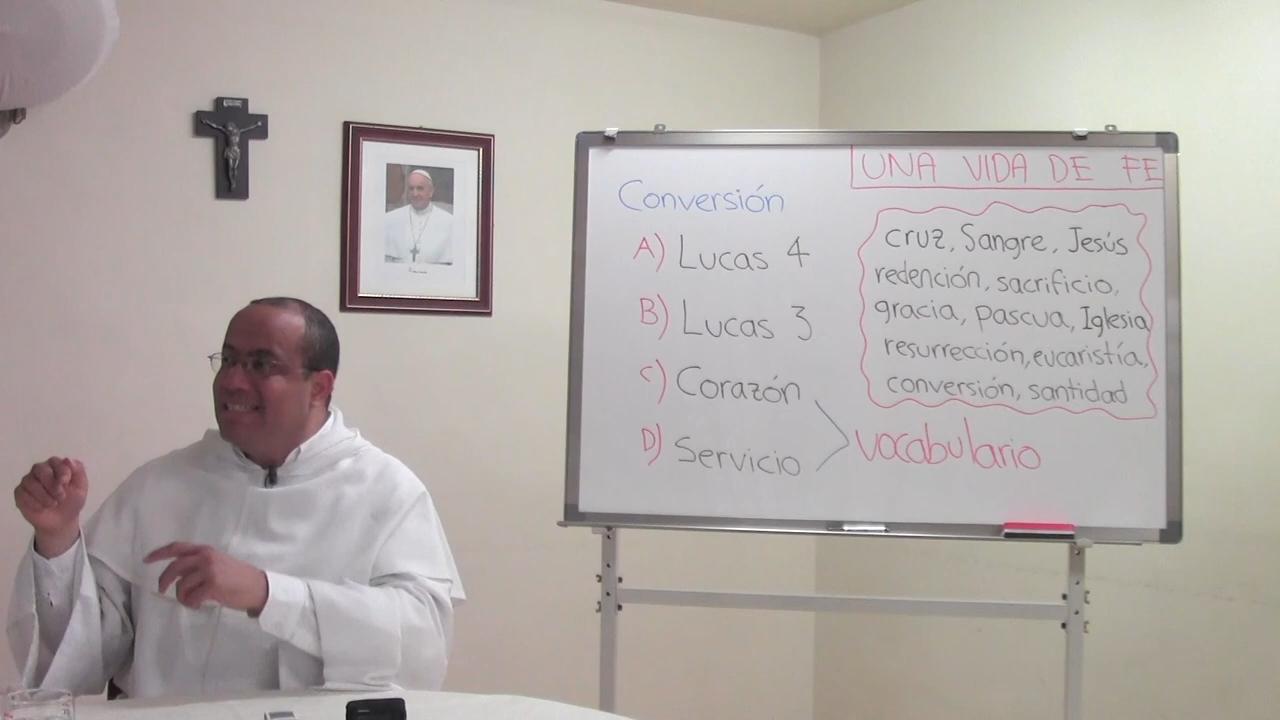 UNA VIDA DE FE
Conversión
A) Lucas 4
B) Lucas 3
C) Corazón
D) Servicio
cruz, Sangre, Jesús
redención, sacrificio,
gracia, pascua, Iglesia
resurrección, eucaristía,
conversión, santidad
vocabulario